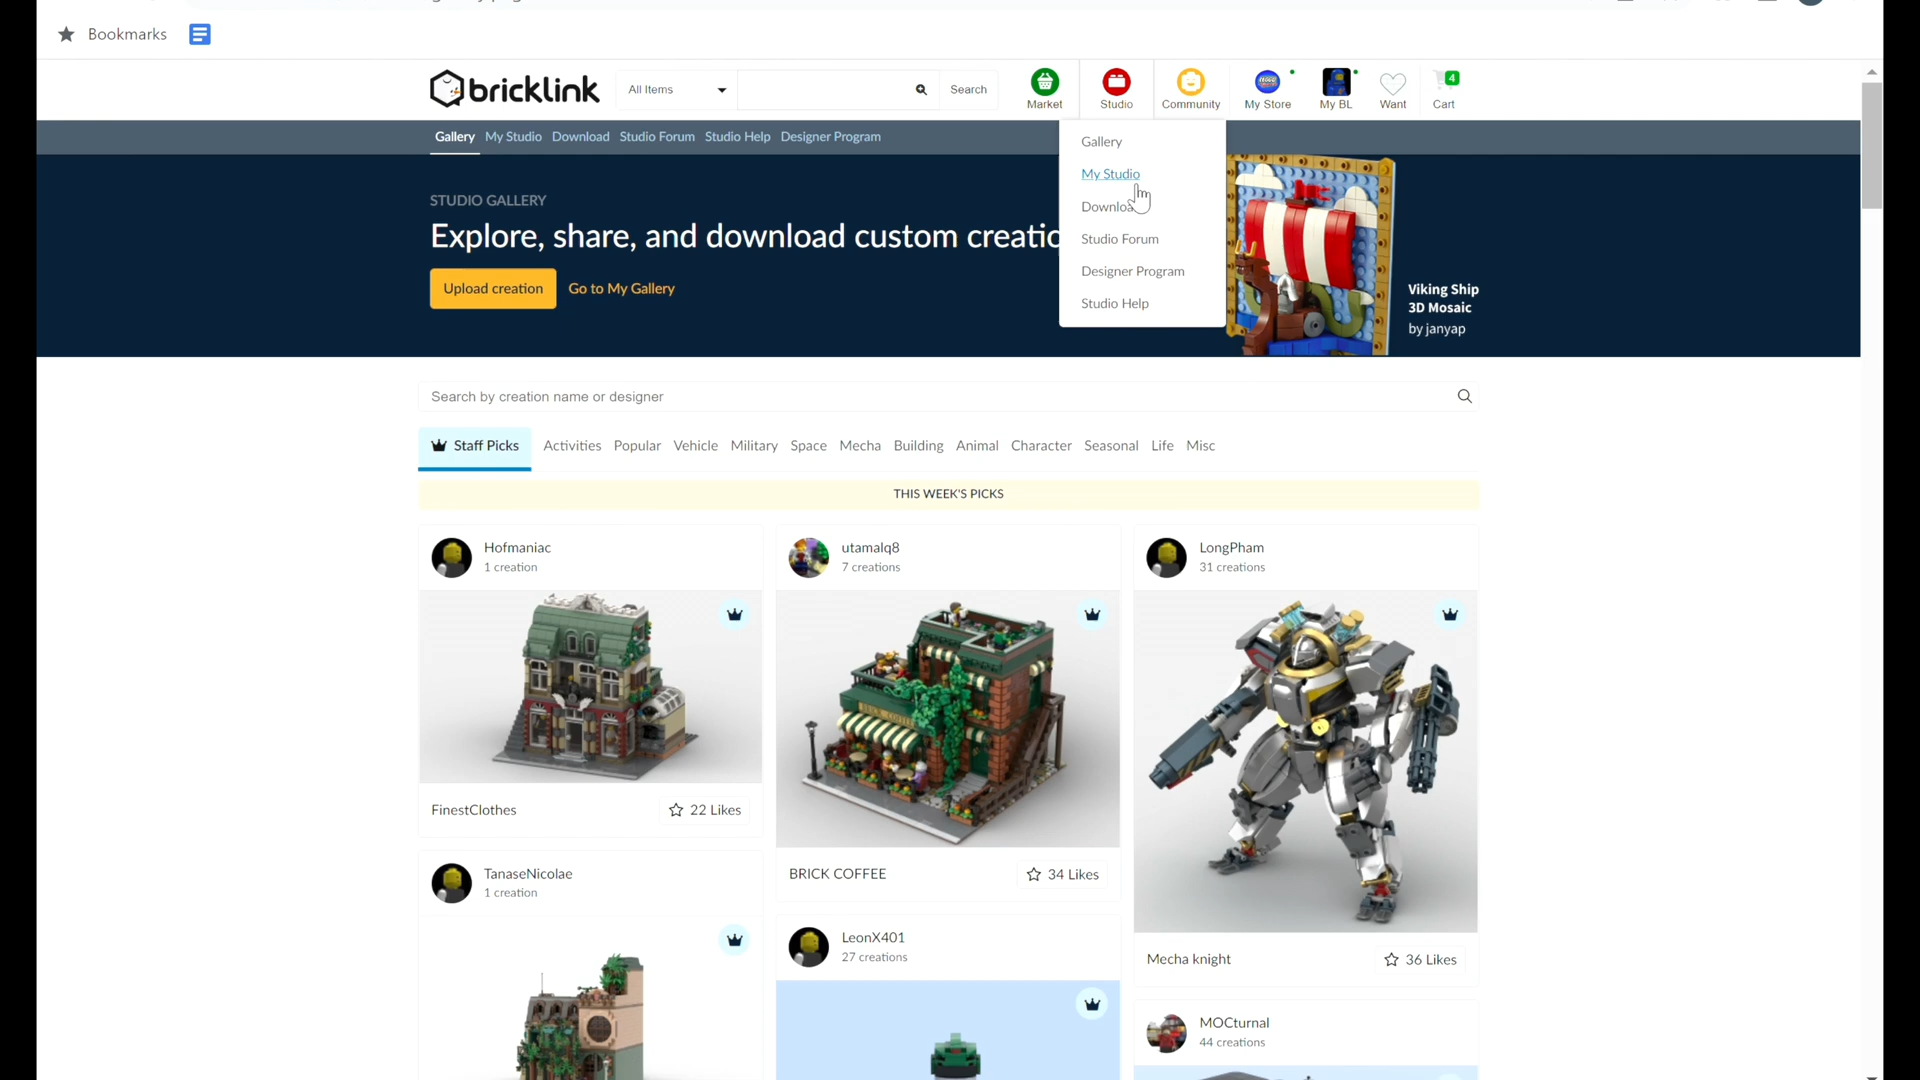 Bookmarks
bricklink
All Items
Search
Market
Studio
Community
My Store
My BL
Want
4
Cart
Gallery My Studio Download Studio Forum Studio Help Designer Program
Gallery
My Studio
Downloa
Studio Forum
Designer Program
Studio Help
STUDIO GALLERY
Explore, share, and download custom creatio
Upload creation
Go to My Gallery
Viking Ship
3D Mosaic
by janyap
Search by creation name or designer
Staff Picks Activities Popular Vehicle Military Space Mecha Building Animal Character Seasonal Life Misc
THIS WEEK'S PICKS
Hofmaniac
1 creation
FinestClothes
22 Likes
utamalq8
7 creations
BRICK COFFEE
BRICK COFFEE
34 Likes
LongPham
31 creations
Mecha knight
36 Likes
TanaseNicolae
1 creation
LeonX401
27 creations
MOCturnal
44 creations